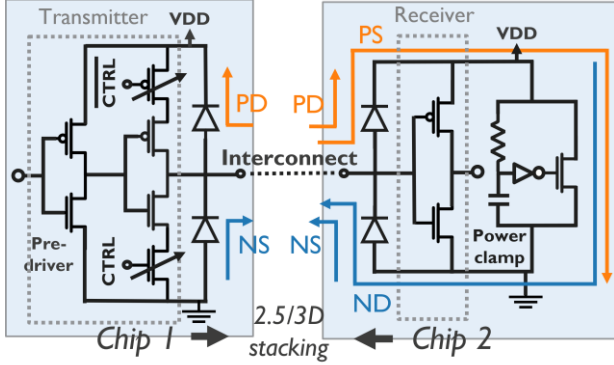 Transmitter
VDD
CTRL
PD
Pre-
driver
CTRL
NS
Chip 1
Interconnect
2.5/3D
stacking
Receiver
PS
VDD
PD
NS
Power
clamp
ND
Chip 2